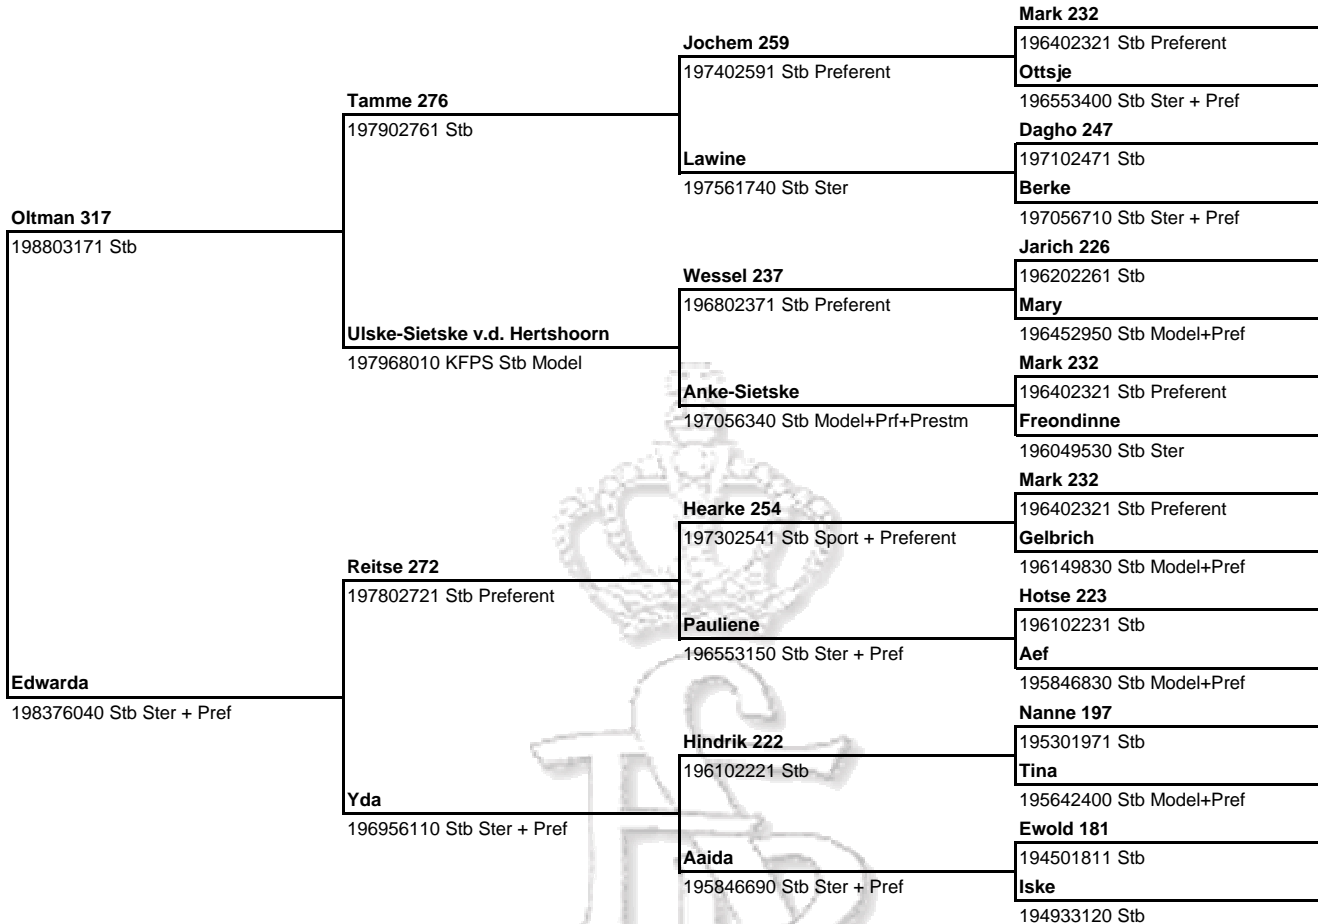 Oltman 317
198803171 Stb
Edwarda
198376040 Stb Ster + Pref
Tamme 276
197902761 Stb
Ulske-Sietske v.d. Hertshoorn
197968010 KFPS Stb Model
Reitse 272
197802721 Stb Preferent
Yda
196956110 Stb Ster + Pref
Jochem 259
197402591 Stb Preferent
Lawine
197561740 Stb Ster
Wessel 237
196802371 Stb Preferent
Anke-Sietske
197056340 Stb Model+Prf+Prestm
Hearke 254
197302541 Stb Sport + Preferent
Pauliene
196553150 Stb Ster + Pref
Hindrik 222
196102221 Stb
Aaida
195846690 Stb Ster + Pref
Mark 232
196402321 Stb Preferent
Ottsje
196553400 Stb Ster + Pref
Dagho 247
197102471 Stb
Berke
197056710 Stb Ster + Pref
Jarich 226
196202261 Stb
Mary
196452950 Stb Model+Pref
Mark 232
196402321 Stb Preferent
Freondinne
196049530 Stb Ster
Mark 232
196402321 Stb Preferent
Gelbrich
196149830 Stb Model+Pref
Hotse 223
196102231 Stb
Aef
195846830 Stb Model+Pref
Nanne 197
195301971 Stb
Tina
195642400 Stb Model+Pref
Ewold 181
194501811 Stb
Iske
194933120 Stb